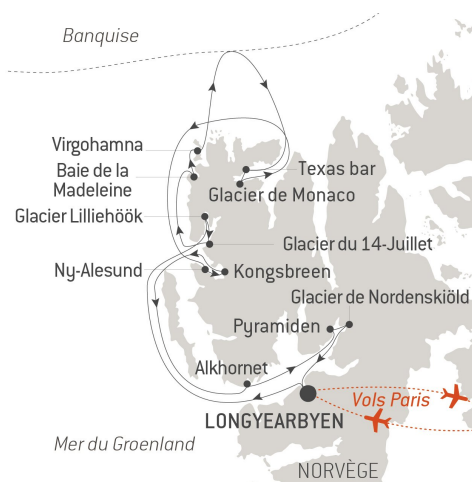 Banquise
Virgohamna
Baie de la
Madeleine
Texas bar
Glacier de Monaco
Glacier Lilliehöök
Glacier du 14-Juillet
Ny-Alesund
Kongsbreen
Glacier de Nordenskiöld
Pyramiden
Alkhornet
Vols Paris
LONGYEARBYEN
Mer du Groenland
NORVÈGE